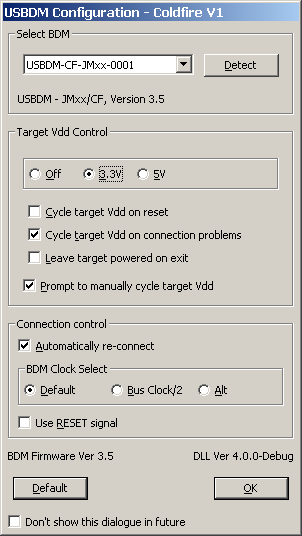 USBDM Configuration - Coldfire V1
Select BDM
USBDM-CF-JMxx-0001
Detect
USBDM - JMxx/CF, Version 3.5
Target Vdd Control
Off 3.3V 5V
Cycle target Vdd on reset
Cycle target Vdd on connection problems
Leave target powered on exit
Prompt to manually cycle target Vdd
Connection control
Automatically re-connect
BDM Clock Select
Default Bus Clock/2 Alt
Use RESET signal
BDM Firmware Ver 3.5 DLL Ver 4.0.0-Debug
Default OK
Don't show this dialogue in future